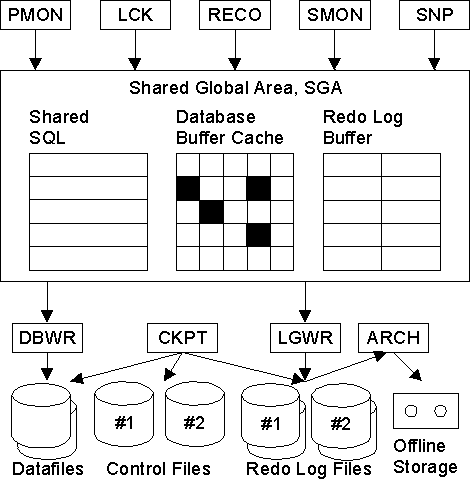 PMON LCK RECO SMON SNP
Shared Global Area, SGA
Shared SQL
Database Buffer Cache
Redo Log Buffer
DBWR CKPT LGWR ARCH
#1 #2 #1 #2
Datafiles Control Files Redo Log Files
Offline Storage